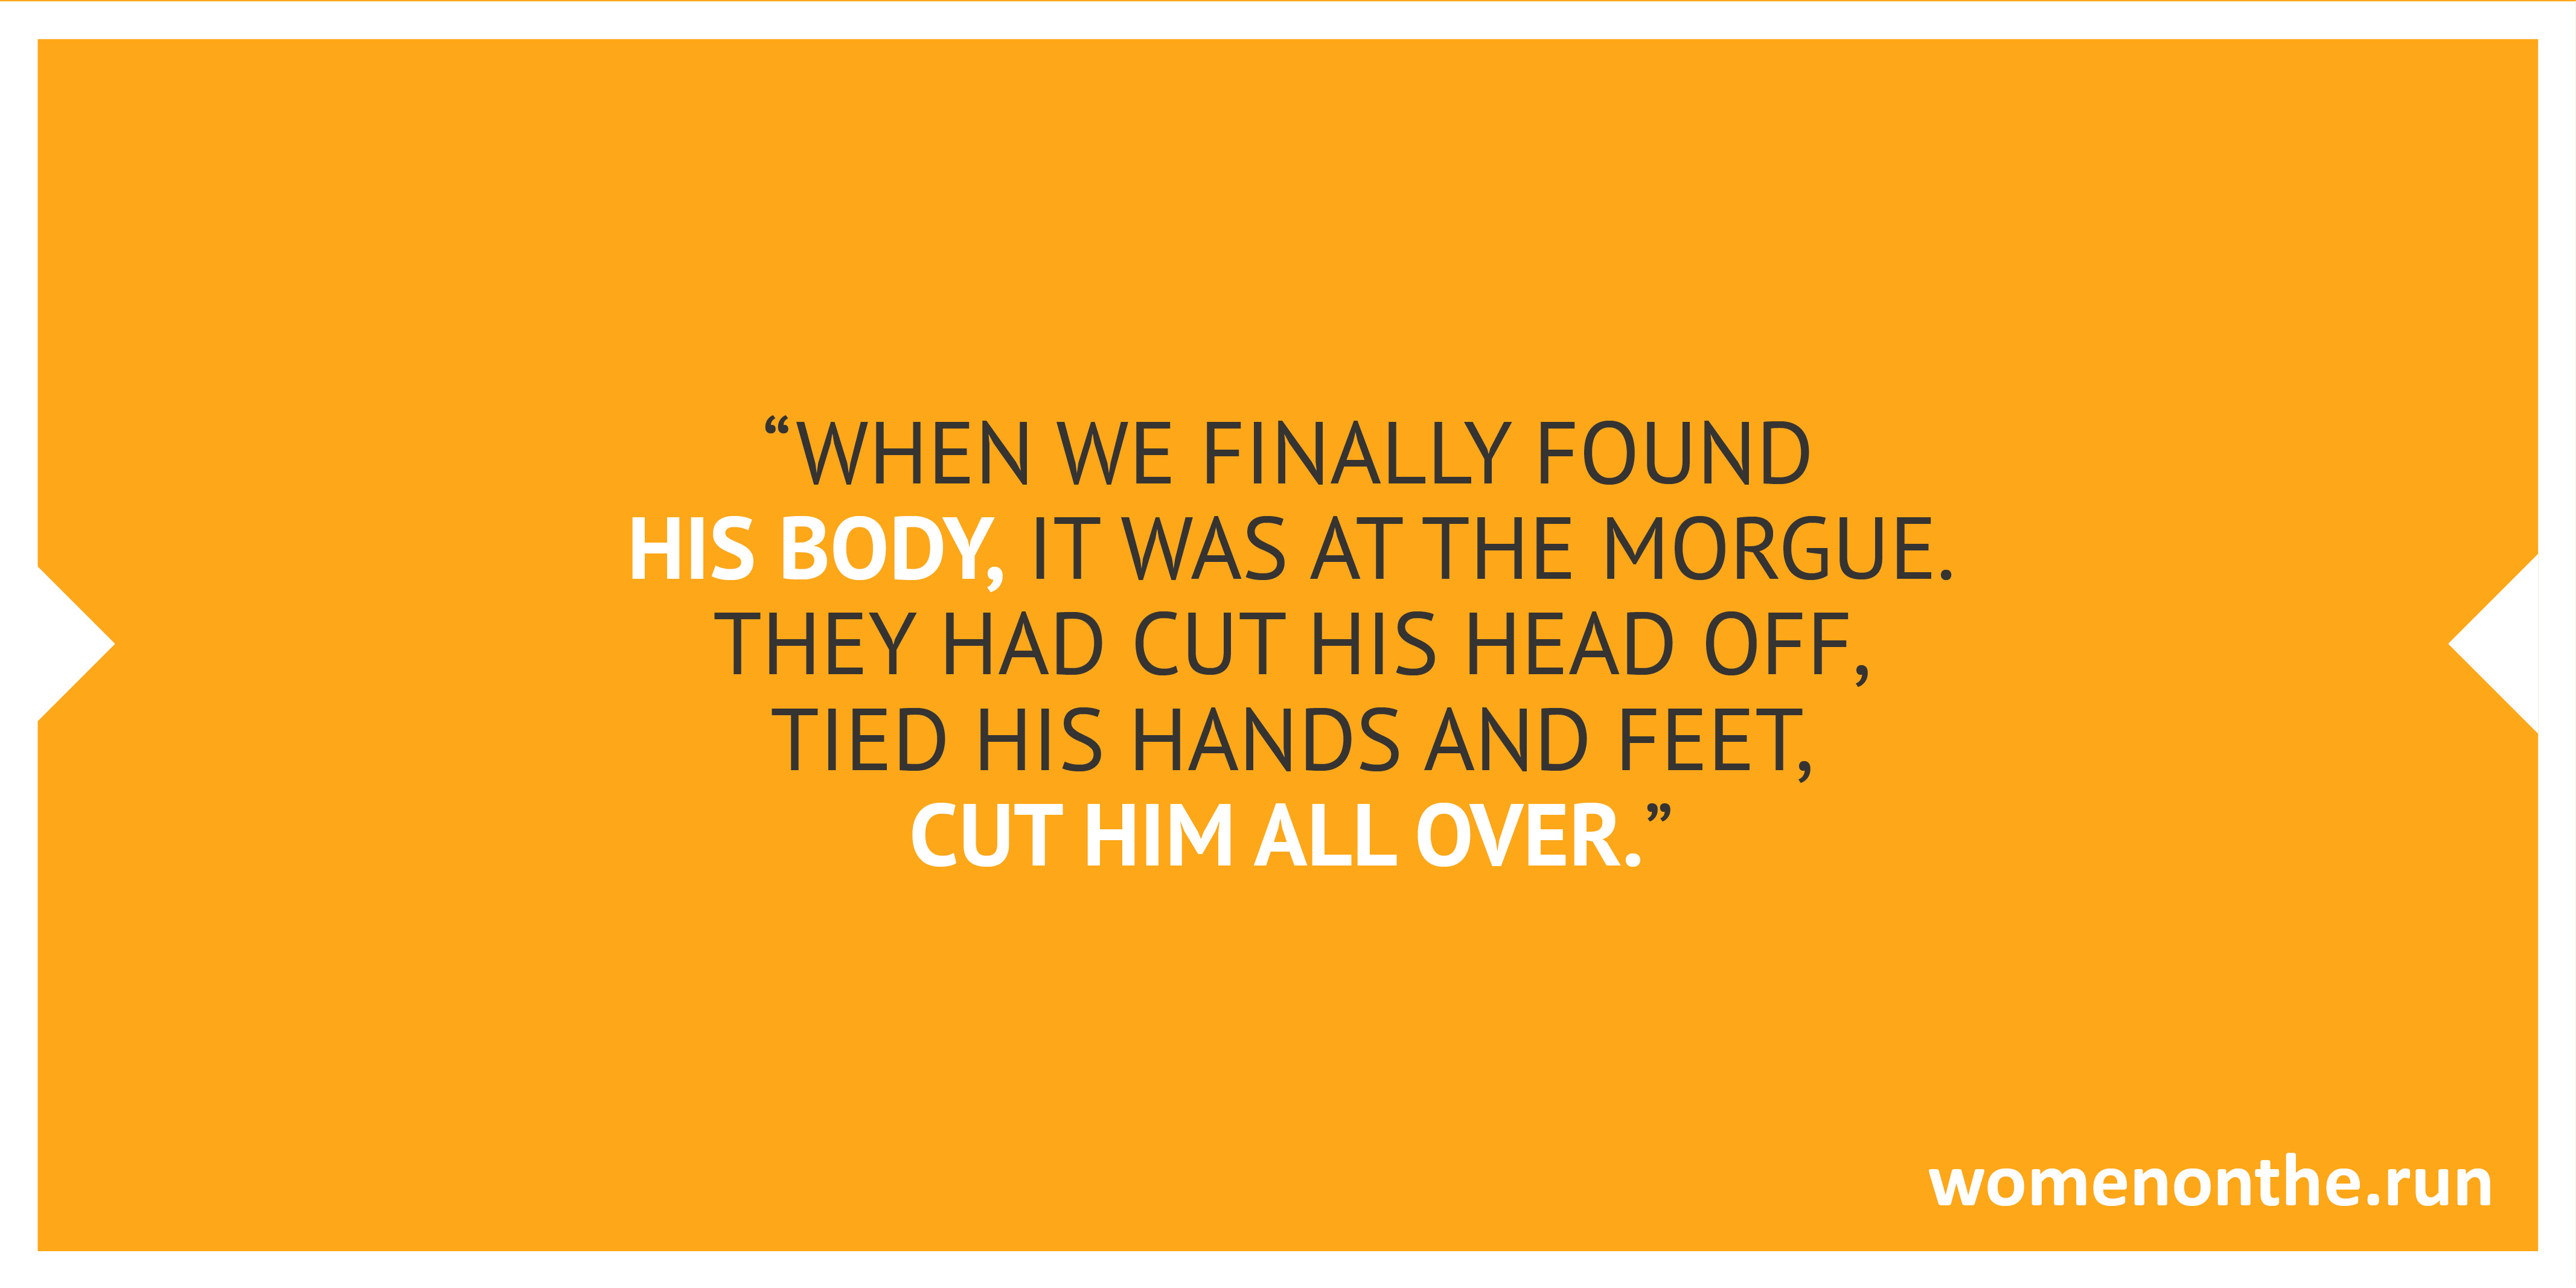 “WHEN WE FINALLY FOUND
HIS BODY, IT WAS AT THE MORGUE.
THEY HAD CUT HIS HEAD OFF,
TIED HIS HANDS AND FEET,
CUT HIM ALL OVER.”
womenonthe.run